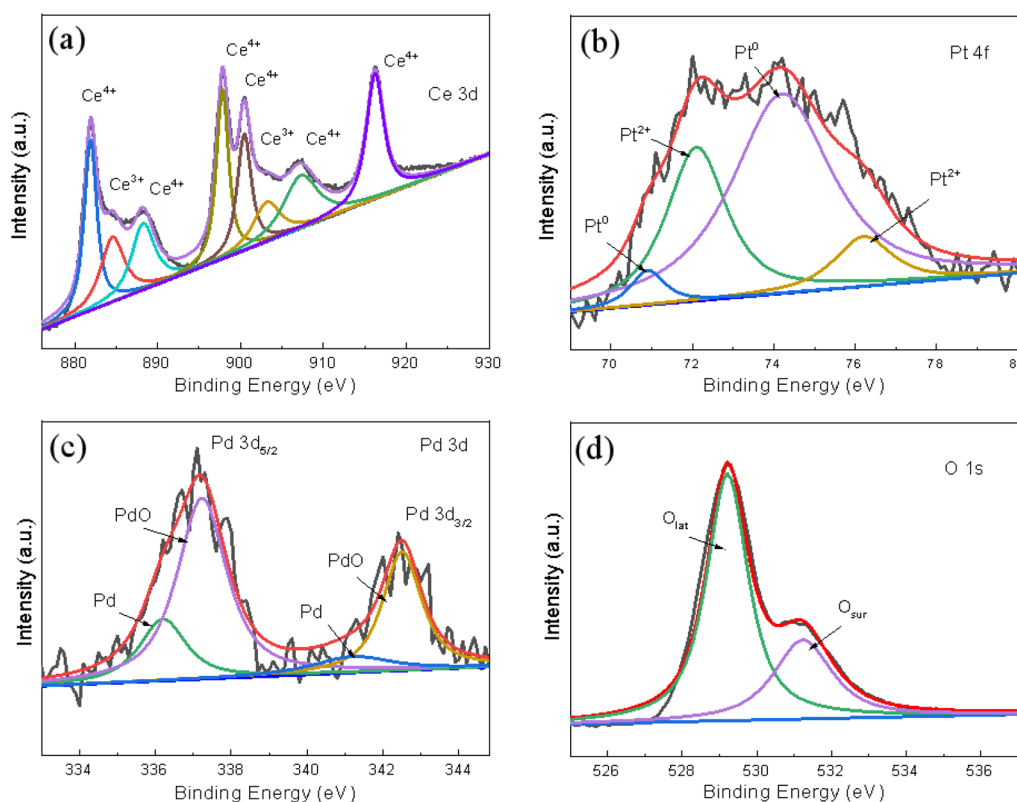 (a)
Ce⁴⁺
Ce³⁺
Ce⁴⁺
Ce⁴⁺
Ce⁴⁺
Ce³⁺
Ce⁴⁺
Ce⁴⁺
Ce 3d
Intensity (a.u.)
880 890 900 910 920 930
Binding Energy (eV)
(b)
Pt 4f
Pt⁰
Pt²⁺
Pt⁰
Pt²⁺
Intensity (a.u.)
70 72 74 76 78 8
Binding Energy (eV)
(c)
Pd 3d₅/₂
Pd 3d
PdO
Pd
Pd 3d₃/₂
PdO
Pd
Intensity (a.u.)
334 336 338 340 342 344
Binding Energy (eV)
(d)
O 1s
O_lat
O_sur
Intensity (a.u.)
526 528 530 532 534 536
Binding Energy (eV)